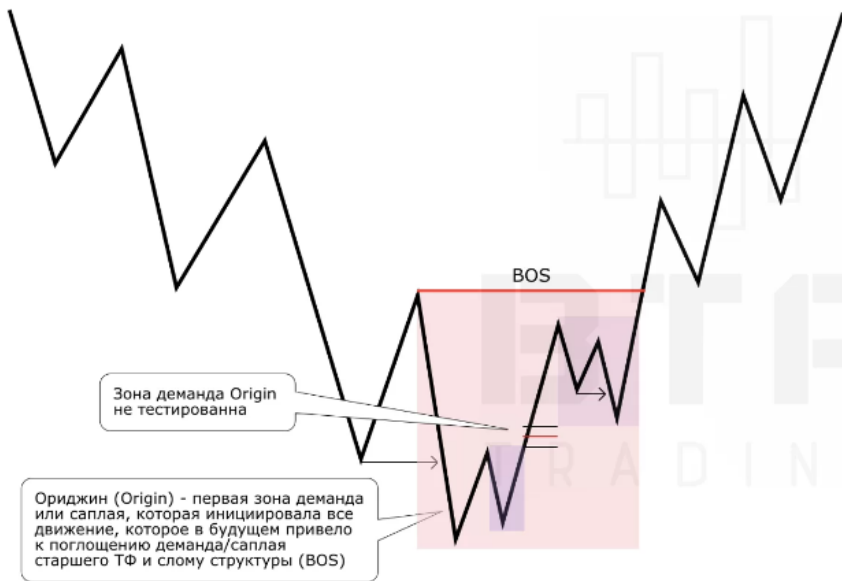 BOS
Зона деманда Origin
не тестированна
Ориджин (Origin) - первая зона деманда
или саплая, которая инициировала все
движение, которое в будущем привело
к поглощению деманда/саплая
старшего ТФ и слому структуры (BOS)
TRADIN